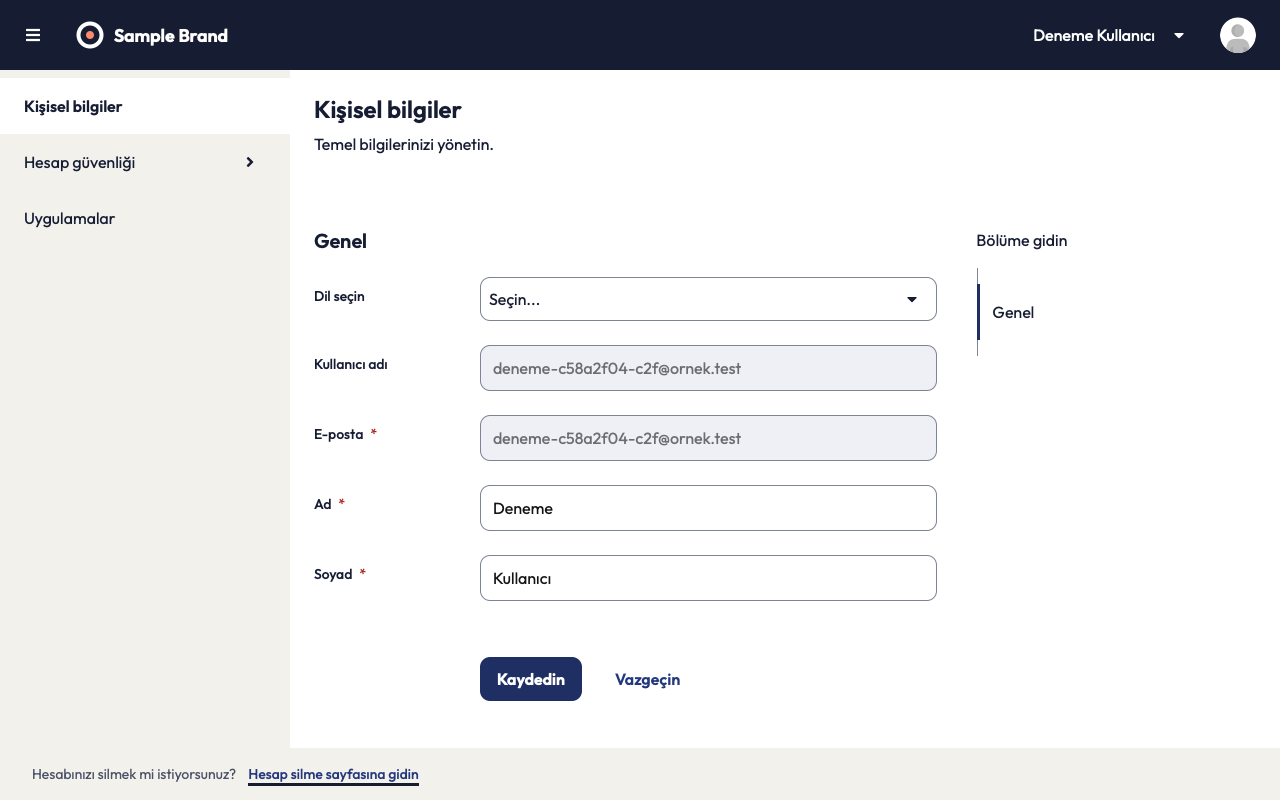 Sample Brand
Deneme Kullanıcı
Kişisel bilgiler
Hesap güvenliği
Uygulamalar
Kişisel bilgiler
Temel bilgilerinizi yönetin.
Genel
Dil seçin
Seçin...
Kullanıcı adı
deneme-c58a2f04-c2f@ornek.test
E-posta *
deneme-c58a2f04-c2f@ornek.test
Ad *
Deneme
Soyad *
Kullanıcı
Kaydedin
Vazgeçin
Bölüme gidin
Genel
Hesabınızı silmek mi istiyorsunuz? Hesap silme sayfasına gidin